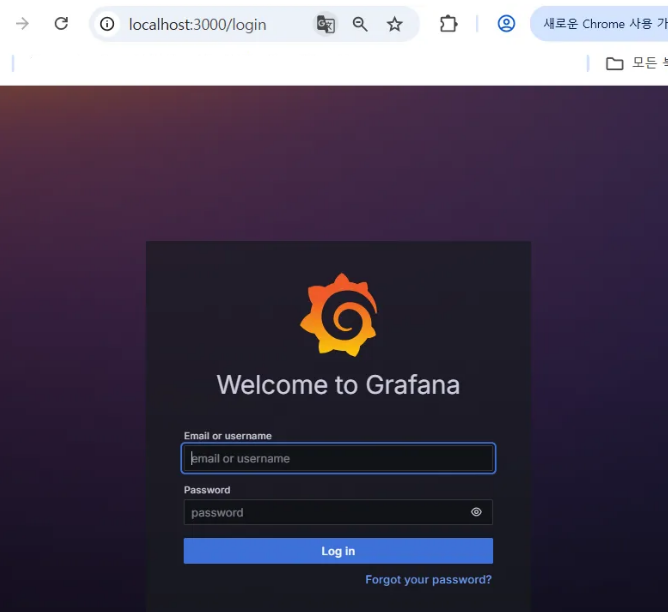 localhost:3000/login
새로운 Chrome 사용 가
모든
Welcome to Grafana
Email or username
email or username
Password
password
Log in
Forgot your password?